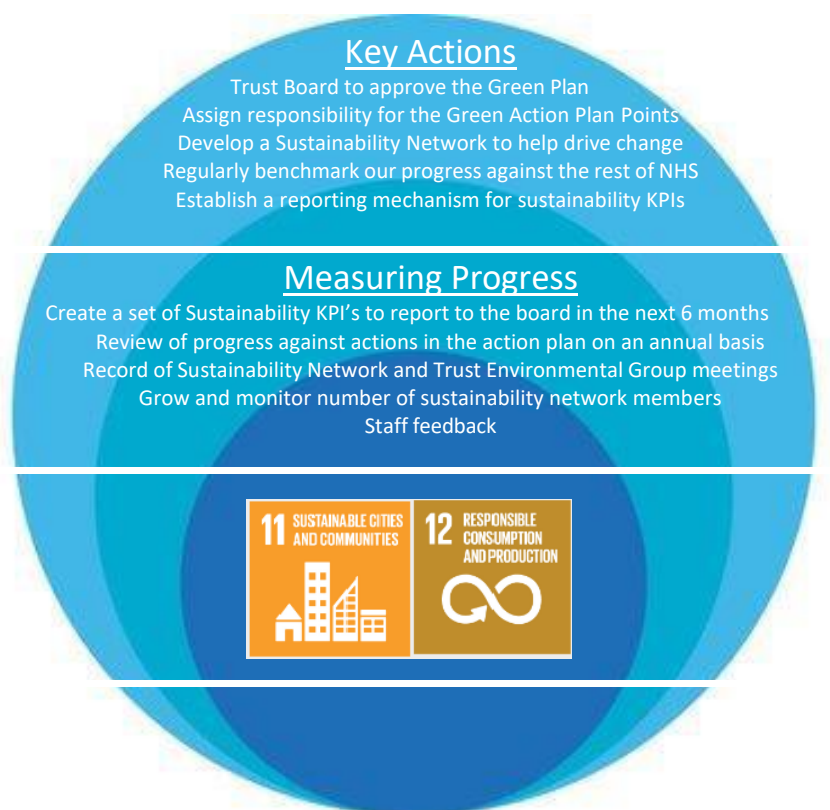 Key Actions
Trust Board to approve the Green Plan
Assign responsibility for the Green Action Plan Points
Develop a Sustainability Network to help drive change
Regularly benchmark our progress against the rest of NHS
Establish a reporting mechanism for sustainability KPIs
Measuring Progress
Create a set of Sustainability KPI's to report to the board in the next 6 months
Review of progress against actions in the action plan on an annual basis
Record of Sustainability Network and Trust Environmental Group meetings
Grow and monitor number of sustainability network members
Staff feedback
11 SUSTAINABLE CITIES
AND COMMUNITIES
12 RESPONSIBLE
CONSUMPTION
AND PRODUCTION